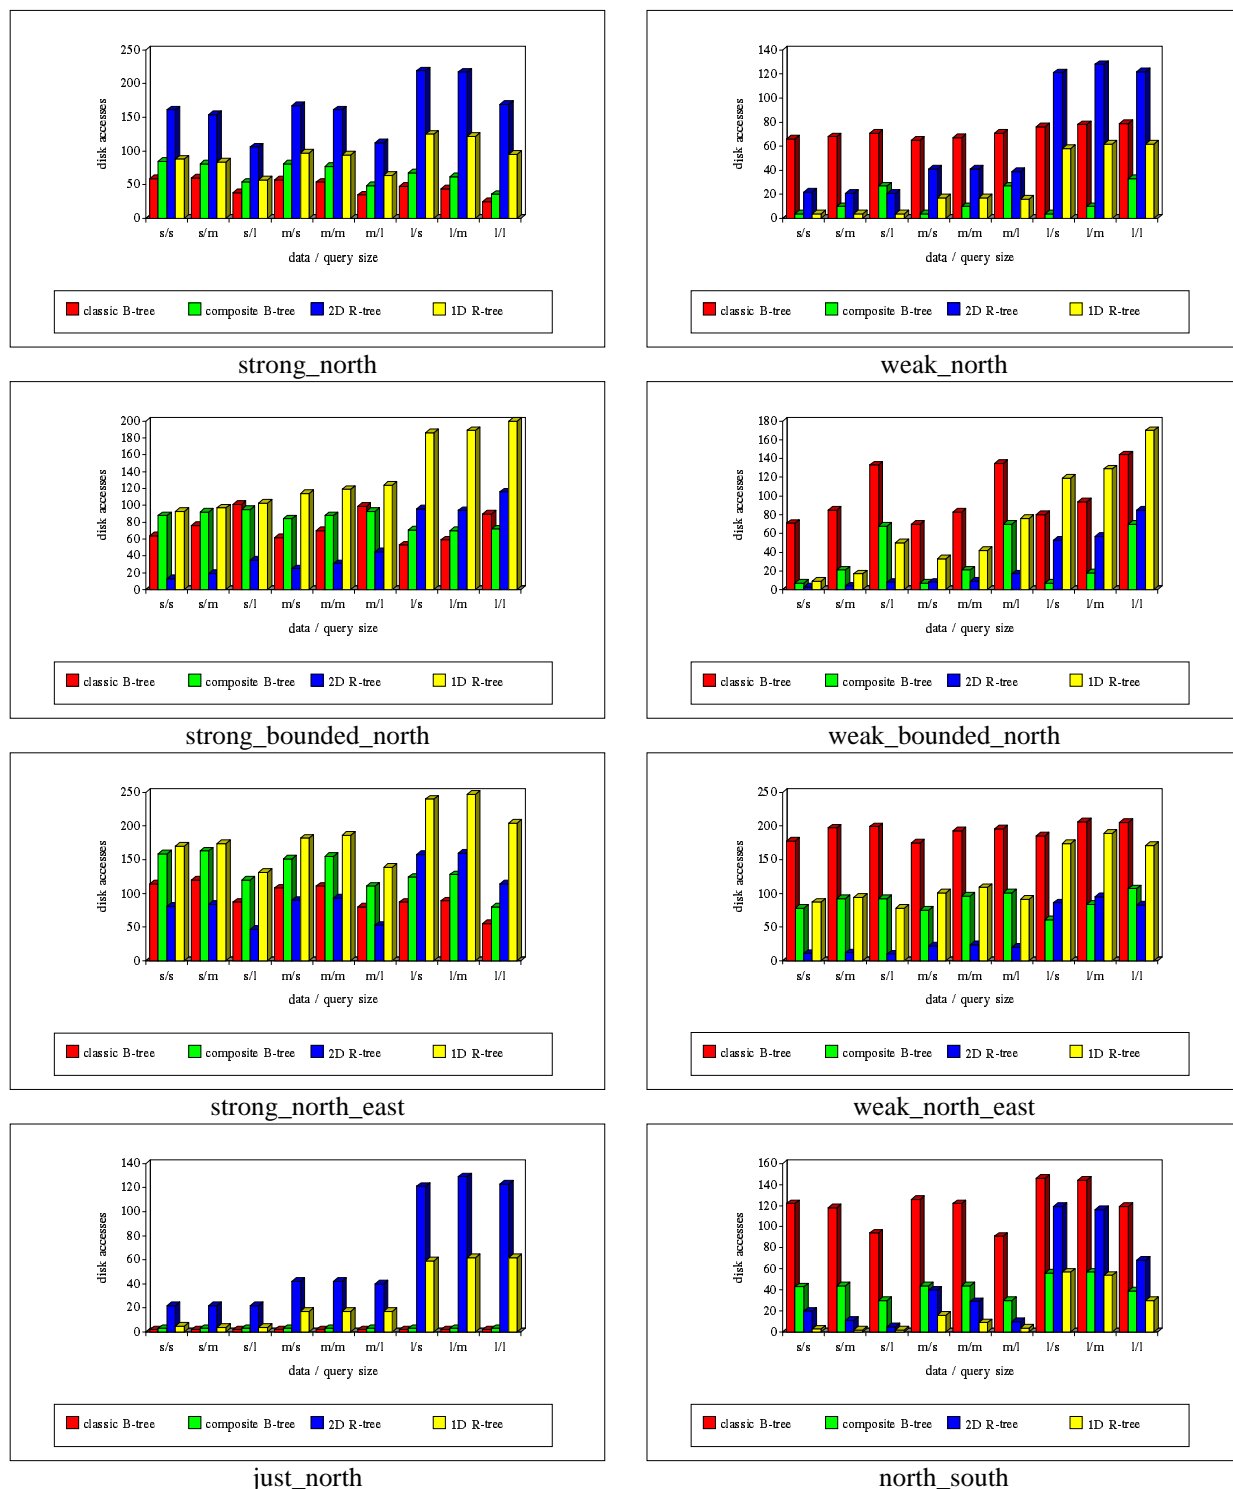 250
200
150
100
50
0
disk accesses
s/s s/m s/l m/s m/m m/l l/s l/m l/l
data / query size
classic B-tree composite B-tree 2D R-tree 1D R-tree
strong_north
140
120
100
80
60
40
20
0
disk accesses
s/s s/m s/l m/s m/m m/l l/s l/m l/l
data / query size
classic B-tree composite B-tree 2D R-tree 1D R-tree
weak_north
200
180
160
140
120
100
80
60
40
20
0
disk accesses
s/s s/m s/l m/s m/m m/l l/s l/m l/l
data / query size
classic B-tree composite B-tree 2D R-tree 1D R-tree
strong_bounded_north
180
160
140
120
100
80
60
40
20
0
disk accesses
s/s s/m s/l m/s m/m m/l l/s l/m l/l
data / query size
classic B-tree composite B-tree 2D R-tree 1D R-tree
weak_bounded_north
250
200
150
100
50
0
disk accesses
s/s s/m s/l m/s m/m m/l l/s l/m l/l
data / query size
classic B-tree composite B-tree 2D R-tree 1D R-tree
strong_north_east
250
200
150
100
50
0
disk accesses
s/s s/m s/l m/s m/m m/l l/s l/m l/l
data / query size
classic B-tree composite B-tree 2D R-tree 1D R-tree
weak_north_east
140
120
100
80
60
40
20
0
disk accesses
s/s s/m s/l m/s m/m m/l l/s l/m l/l
data / query size
classic B-tree composite B-tree 2D R-tree 1D R-tree
just_north
160
140
120
100
80
60
40
20
0
disk accesses
s/s s/m s/l m/s m/m m/l l/s l/m l/l
data / query size
classic B-tree composite B-tree 2D R-tree 1D R-tree
north_south